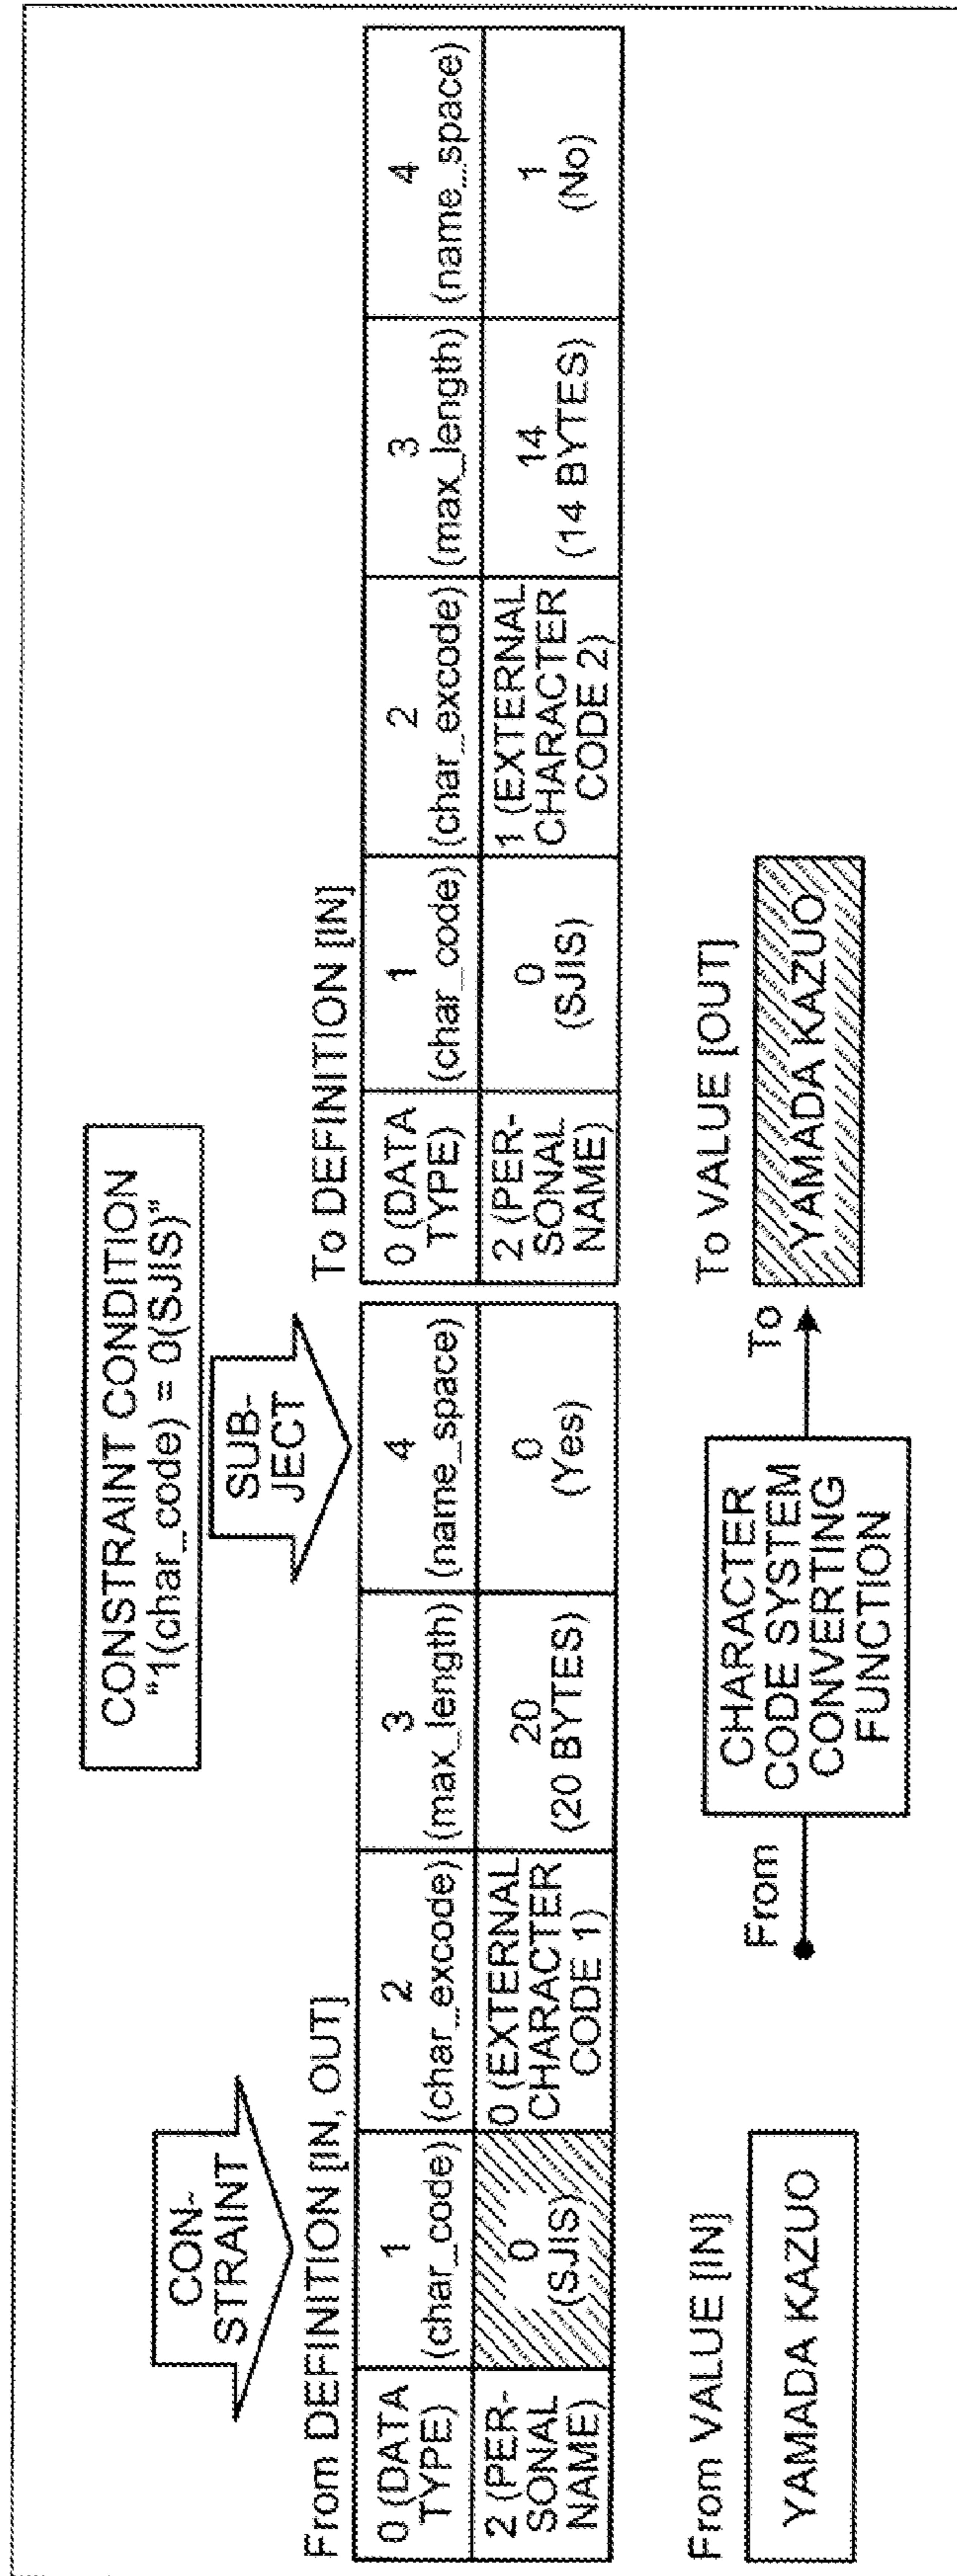 CONSTRAINT CONDITION
"1(char_code) = 0(SJIS)"
CON-
STRAINT
SUB-
JECT
From DEFINITION [IN, OUT]
0 (DATA
TYPE)
1
(char_code)
2
(char_excode)
3
(max_length)
4
(name_space)
2 (PER-
SONAL
NAME)
0
(SJIS)
0 (EXTERNAL
CHARACTER
CODE 1)
20
(20 BYTES)
0
(Yes)
To DEFINITION [IN]
0 (DATA
TYPE)
1
(char_code)
2
(char_excode)
3
(max_length)
4
(name_space)
2 (PER-
SONAL
NAME)
0
(SJIS)
1 (EXTERNAL
CHARACTER
CODE 2)
14
(14 BYTES)
1
(No)
From VALUE [IN]
YAMADA KAZUO
From
CHARACTER
CODE SYSTEM
CONVERTING
FUNCTION
To
To VALUE [OUT]
YAMADA KAZUO